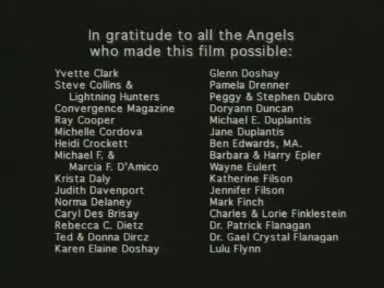 In gratitude to all the Angels
who made this film possible:
Yvette Clark
Steve Collins &
Lightning Hunters
Convergence Magazine
Ray Cooper
Michelle Cordova
Heidi Crockett
Michael F. &
Marcia F. D'Amico
Krista Daly
Judith Davenport
Norma Delaney
Caryl Des Brisay
Rebecca C. Dietz
Ted & Donna Dircz
Karen Elaine Doshay
Glenn Doshay
Pamela Drenner
Peggy & Stephen Dubro
Doryann Duncan
Michael E. Duplantis
Jane Duplantis
Ben Edwards, MA.
Barbara & Harry Epler
Wayne Eulert
Katherine Filson
Jennifer Filson
Mark Finch
Charles & Lorie Finklestein
Dr. Patrick Flanagan
Dr. Gael Crystal Flanagan
Lulu Flynn